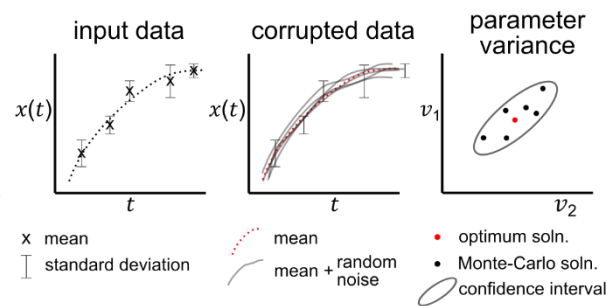 input data
x(t)
t
x mean
standard deviation
corrupted data
x(t)
t
mean
mean + random
noise
parameter
variance
v₁
v₂
optimum soln.
Monte-Carlo soln.
confidence interval